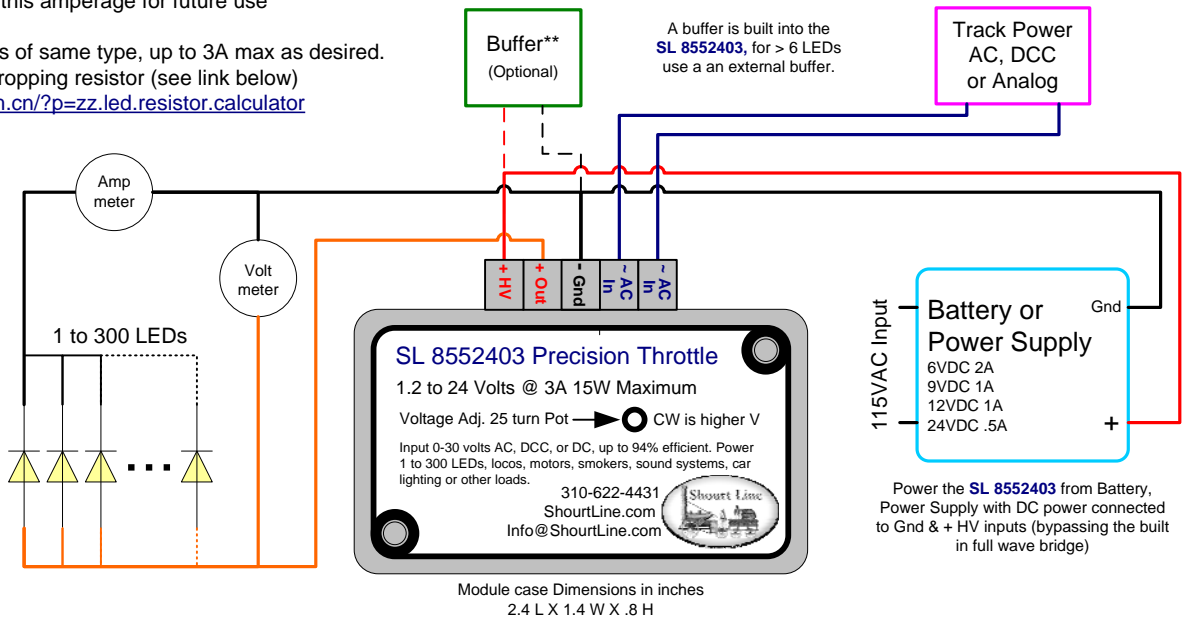 this amperage for future use
s of same type, up to 3A max as desired.
ropping resistor (see link below)
n.cn/?p=zz.led.resistor.calculator
Buffer**
(Optional)
A buffer is built into the
SL 8552403, for > 6 LEDs
use a an external buffer.
Track Power
AC, DCC
or Analog
Amp
meter
Volt
meter
1 to 300 LEDs
+ HV
+ Out
- Gnd
~ AC
In
~ AC
In
SL 8552403 Precision Throttle
1.2 to 24 Volts @ 3A 15W Maximum
Voltage Adj. 25 turn Pot
CW is higher V
Input 0-30 volts AC, DCC, or DC, up to 94% efficient. Power
1 to 300 LEDs, locos, motors, smokers, sound systems, car
lighting or other loads.
310-622-4431
ShourtLine.com
Info@ShourtLine.com
Shourt Line
Module case Dimensions in inches
2.4 L X 1.4 W X .8 H
115VAC Input
Battery or
Power Supply
Gnd
6VDC 2A
9VDC 1A
12VDC 1A
24VDC .5A
+
Power the SL 8552403 from Battery,
Power Supply with DC power connected
to Gnd & + HV inputs (bypassing the built
in full wave bridge)